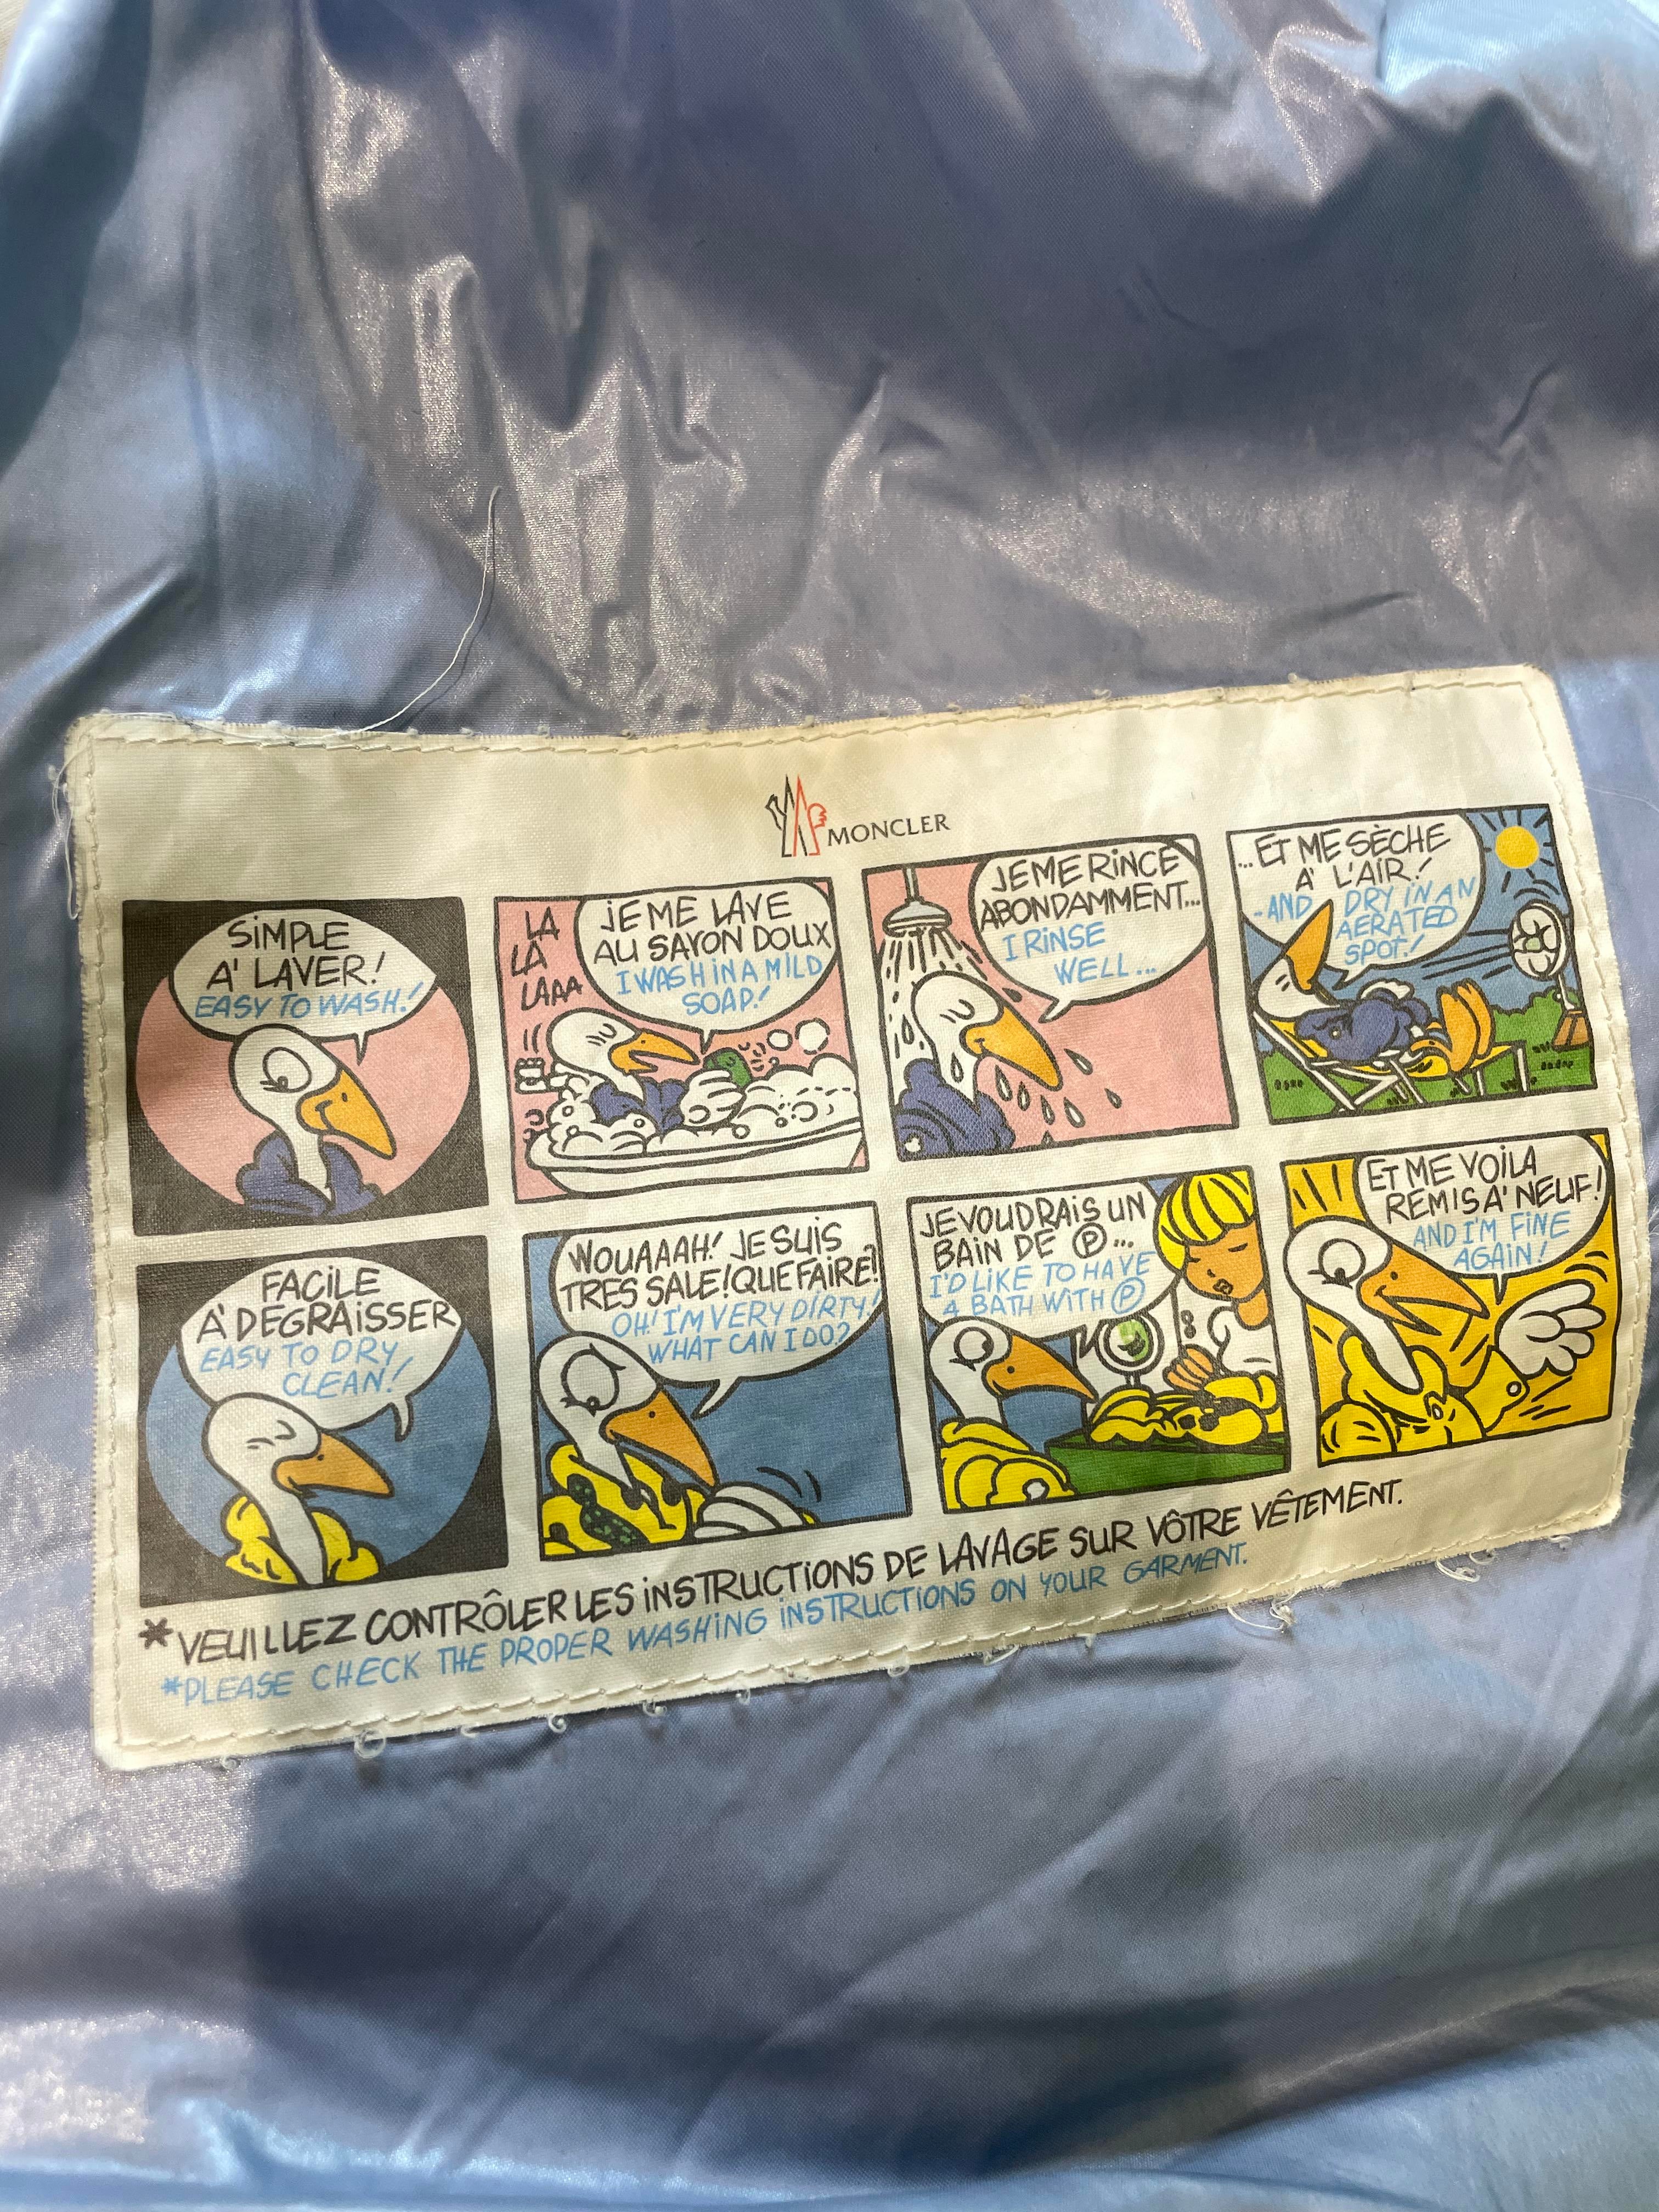 MONCLER
SiMPLE
A' LAVER!
EASY TO WASH!
LA
LA
LAAA
JE ME LAVE
AU SAVON DOUX
I WASH IN A MILD
SOAP!
JE ME RINCE
ABONDAMMENT...
I RINSE
WELL...
...ET ME SÈCHE
A' L'AIR!
-AND DRY IN AN
AERATED
SPOT!
FACiLE
A' DEGRAiSSER
EASY TO DRY
CLEAN!
WOUAAAH! JE SUiS
TRES SALE! QUE FAIRE?
OH! I'M VERY DIRTY!
WHAT CAN I DO?
JE VOUDRAiS UN
BAIN DE Ⓟ...
I'D LIKE TO HAVE
A BATH WITH Ⓟ
ET ME VOILA
REMIS A' NEUF!
AND I'M FINE
AGAIN!
*VEUILLEZ CONTRÔLER LES iNSTRUCTiONS DE LAVAGE SUR VÔTRE VÊTEMENT.
*PLEASE CHECK THE PROPER WASHING INSTRUCTIONS ON YOUR GARMENT.